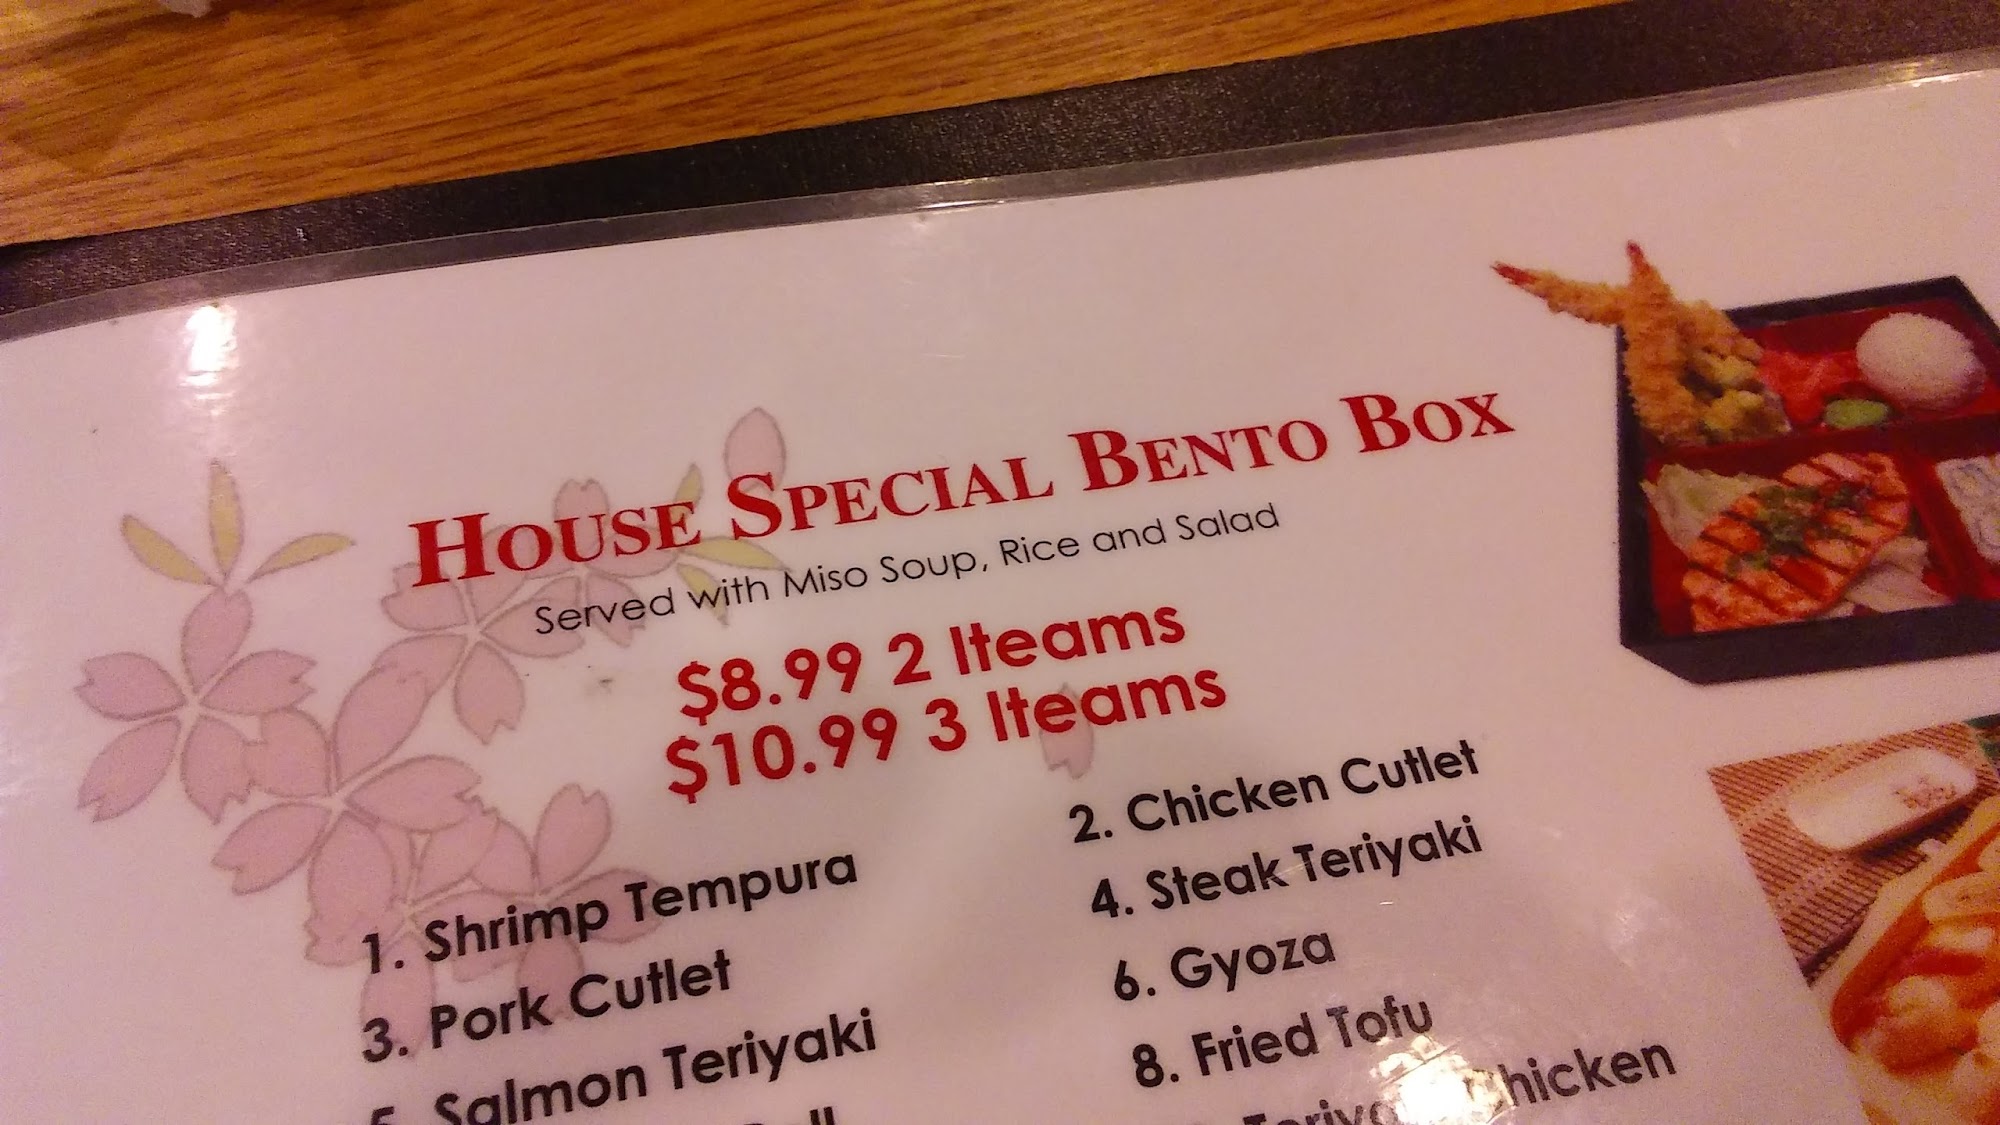 HOUSE SPECIAL BENTO BOX
Served with Miso Soup, Rice and Salad
$8.99 2 Iteams
$10.99 3 Iteams
1. Shrimp Tempura
2. Chicken Cutlet
3. Pork Cutlet
4. Steak Teriyaki
5. Salmon Teriyaki
6. Gyoza
8. Fried Tofu
Chicken